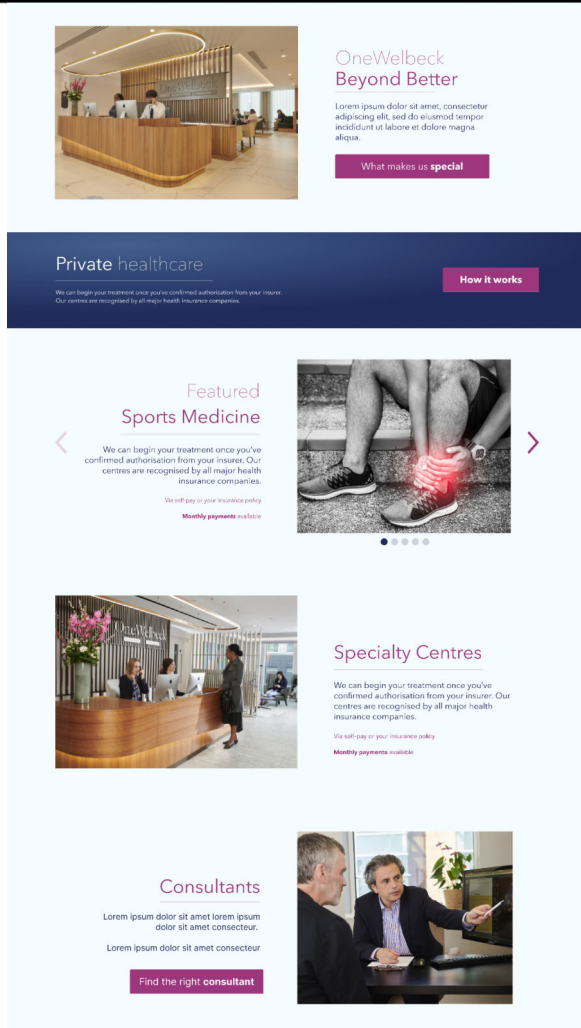 OneWelbeck
OneWelbeck
Beyond Better
Lorem ipsum dolor sit amet, consectetur
adipiscing elit, sed do eiusmod tempor
incididunt ut labore et dolore magna
aliqua.
What makes us special
Private healthcare
We can begin your treatment once you've confirmed authorisation from your insurer.
Our centres are recognised by all major health insurance companies.
How it works
Featured
Sports Medicine
We can begin your treatment once you've
confirmed authorisation from your insurer. Our
centres are recognised by all major health
insurance companies.
Via self-pay or your insurance policy
Monthly payments available
OneWelbeck
Specialty Centres
We can begin your treatment once you've
confirmed authorisation from your insurer. Our
centres are recognised by all major health
insurance companies.
Via self-pay or your insurance policy
Monthly payments available
Consultants
Lorem ipsum dolor sit amet lorem ipsum
dolor sit amet consecteur.
Lorem ipsum dolor sit amet consecteur
Find the right consultant